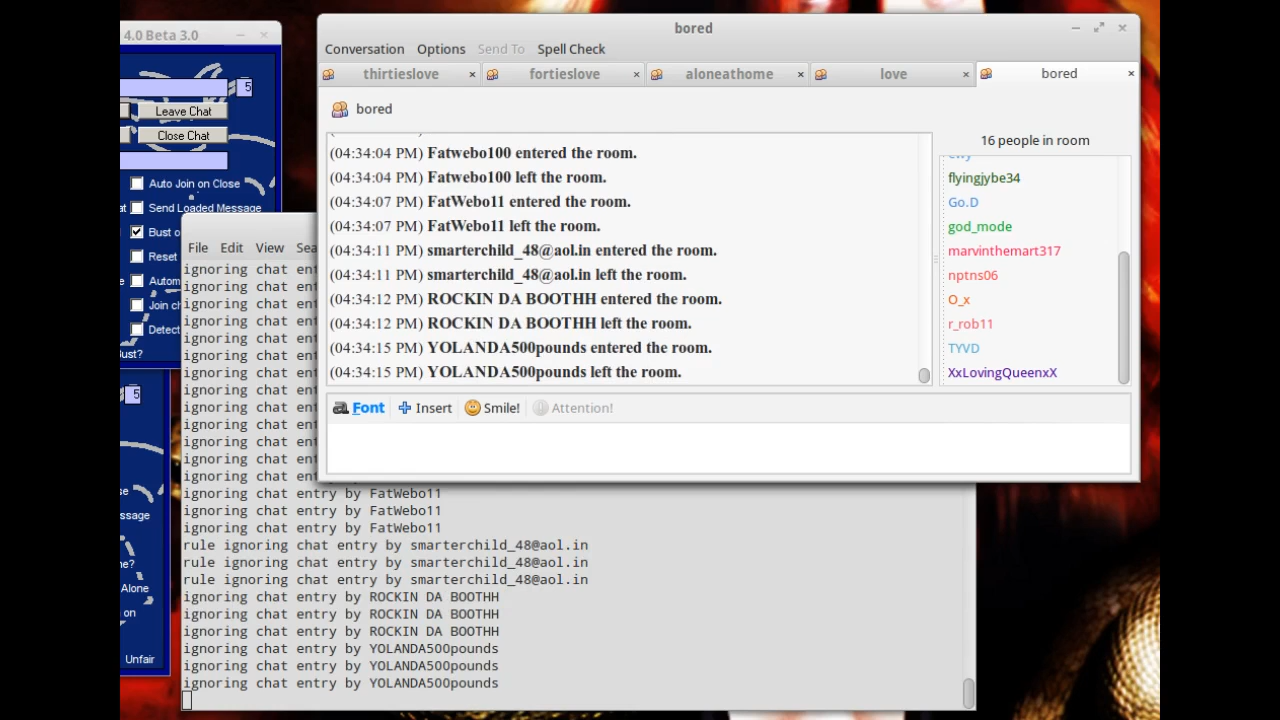 4.0 Beta 3.0
5
Leave Chat
Close Chat
Auto Join on Close
Send Loaded Message
Bust o
Reset
Autom
Join ch
Detect
Bust?
5
ssage
ne?
Alone
on
Unfair
bored
Conversation Options Send To Spell Check
thirtieslove fortieslove aloneathome love bored
bored
16 people in room
(04:34:04 PM) Fatwebo100 entered the room.
(04:34:04 PM) Fatwebo100 left the room.
(04:34:07 PM) FatWebo11 entered the room.
(04:34:07 PM) FatWebo11 left the room.
(04:34:11 PM) smarterchild_48@aol.in entered the room.
(04:34:11 PM) smarterchild_48@aol.in left the room.
(04:34:12 PM) ROCKIN DA BOOTHH entered the room.
(04:34:12 PM) ROCKIN DA BOOTHH left the room.
(04:34:15 PM) YOLANDA500pounds entered the room.
(04:34:15 PM) YOLANDA500pounds left the room.
flyingjybe34
Go.D
god_mode
marvinthemart317
nptns06
O_x
r_rob11
TYVD
XxLovingQueenxX
Font Insert Smile! Attention!
File Edit View Sea
ignoring chat ent
ignoring chat ent
ignoring chat ent
ignoring chat ent
ignoring chat ent
ignoring chat ent
ignoring chat ent
ignoring chat ent
ignoring chat ent
ignoring chat ent
ignoring chat ent
ignoring chat ent
ignoring chat ent
ignoring chat entry by FatWebo11
ignoring chat entry by FatWebo11
ignoring chat entry by FatWebo11
rule ignoring chat entry by smarterchild_48@aol.in
rule ignoring chat entry by smarterchild_48@aol.in
rule ignoring chat entry by smarterchild_48@aol.in
ignoring chat entry by ROCKIN DA BOOTHH
ignoring chat entry by ROCKIN DA BOOTHH
ignoring chat entry by ROCKIN DA BOOTHH
ignoring chat entry by YOLANDA500pounds
ignoring chat entry by YOLANDA500pounds
ignoring chat entry by YOLANDA500pounds